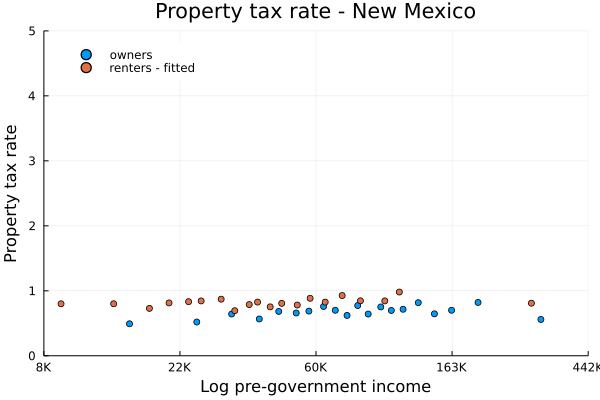 Property tax rate - New Mexico
5
owners
renters - fitted
4
3
2
1
0
Property tax rate
8K 22K 60K 163K 442K
Log pre-government income